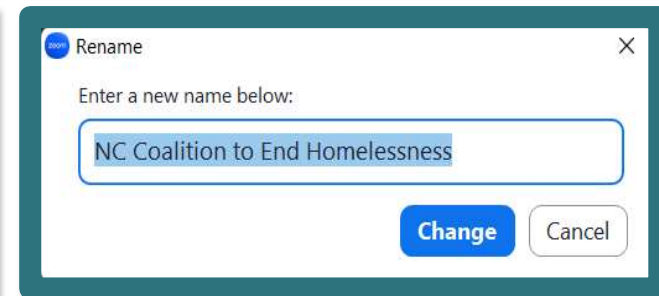 zoom Rename
Enter a new name below:
NC Coalition to End Homelessness
Change Cancel